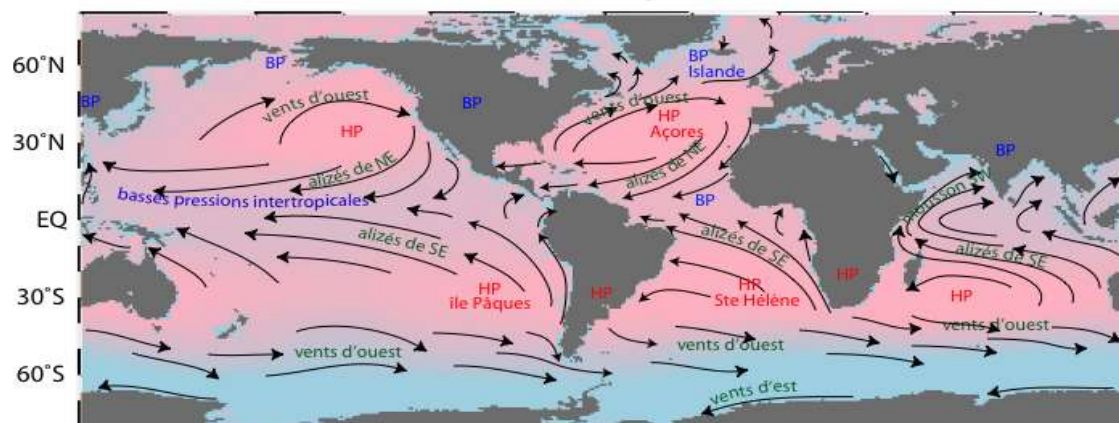 60°N
30°N
EQ
30°S
60°S
BP
BP
vents d'ouest
HP
BP
alizés de NE
basses pressions intertropicales
alizés de SE
HP
île Pâques
vents d'ouest
BP
Islande
vents d'ouest
HP
Açores
alizés de NE
BP
alizés de SE
HP
HP
Ste Hélène
HP
vents d'ouest
vents d'est
BP
alizés de SE
HP
vents d'ouest